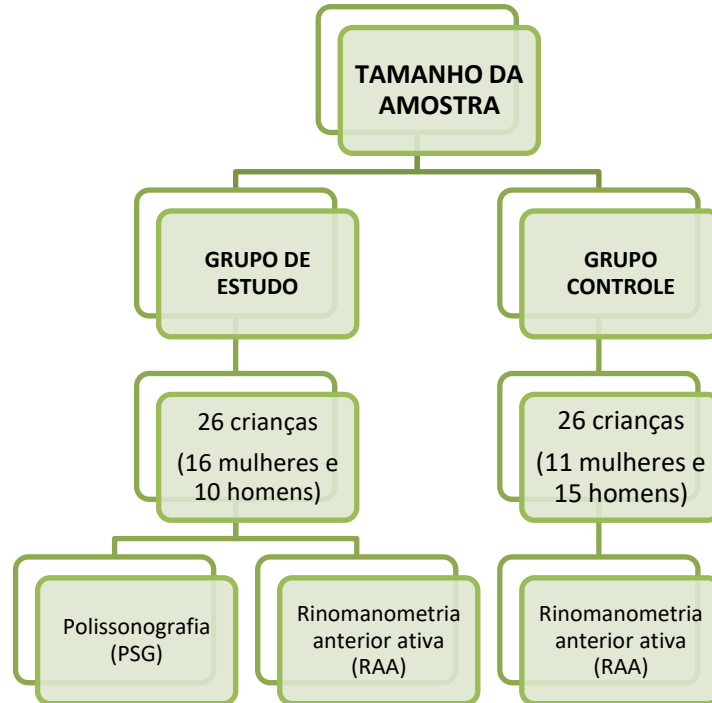 TAMANHO DA
AMOSTRA
GRUPO DE
ESTUDO
GRUPO
CONTROLE
26 crianças
(16 mulheres e
10 homens)
26 crianças
(11 mulheres e
15 homens)
Polissonografia
(PSG)
Rinomanometria
anterior ativa
(RAA)
Rinomanometria
anterior ativa
(RAA)